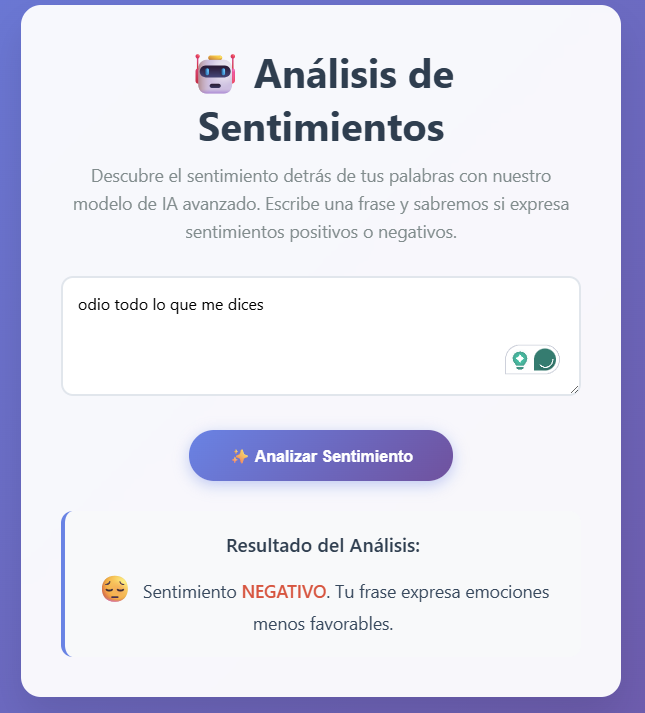 🤖 Análisis de
Sentimientos
Descubre el sentimiento detrás de tus palabras con nuestro
modelo de IA avanzado. Escribe una frase y sabremos si expresa
sentimientos positivos o negativos.
odio todo lo que me dices
✨ Analizar Sentimiento
Resultado del Análisis:
😔 Sentimiento NEGATIVO. Tu frase expresa emociones
menos favorables.